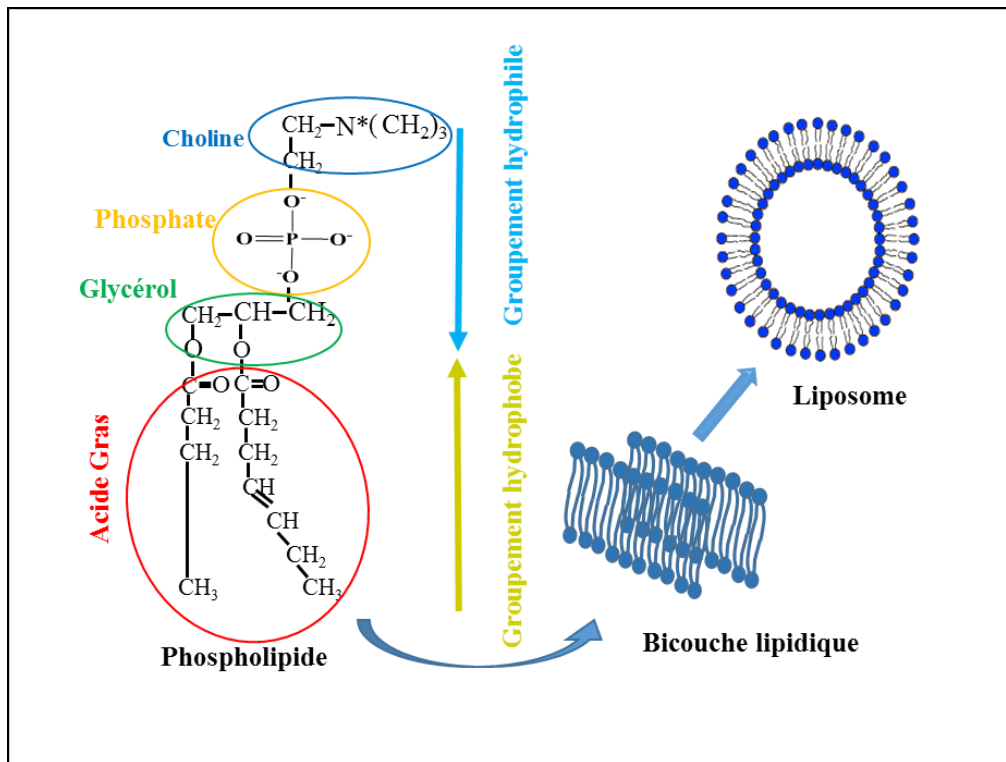 Choline
CH₂–N*(CH₂)₃
CH₂
Phosphate
O⁻
O=P–O⁻
⁻O
Glycérol
CH₂ CH–CH₂
O O
C=O C=O
CH₂ CH₂
CH₂ CH₂
CH
CH
CH₂
CH₃ CH₃
Acide Gras
Phospholipide
Groupement hydrophile
Groupement hydrophobe
Liposome
Bicouche lipidique